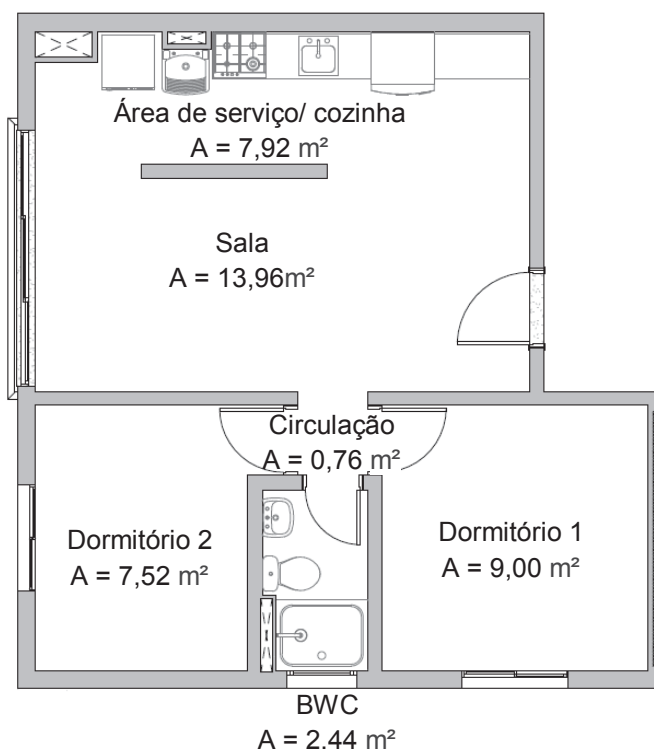 Área de serviço/ cozinha
A = 7,92 m²
Sala
A = 13,96m²
Circulação
A = 0,76 m²
Dormitório 2
A = 7,52 m²
Dormitório 1
A = 9,00 m²
BWC
A = 2.44 m²